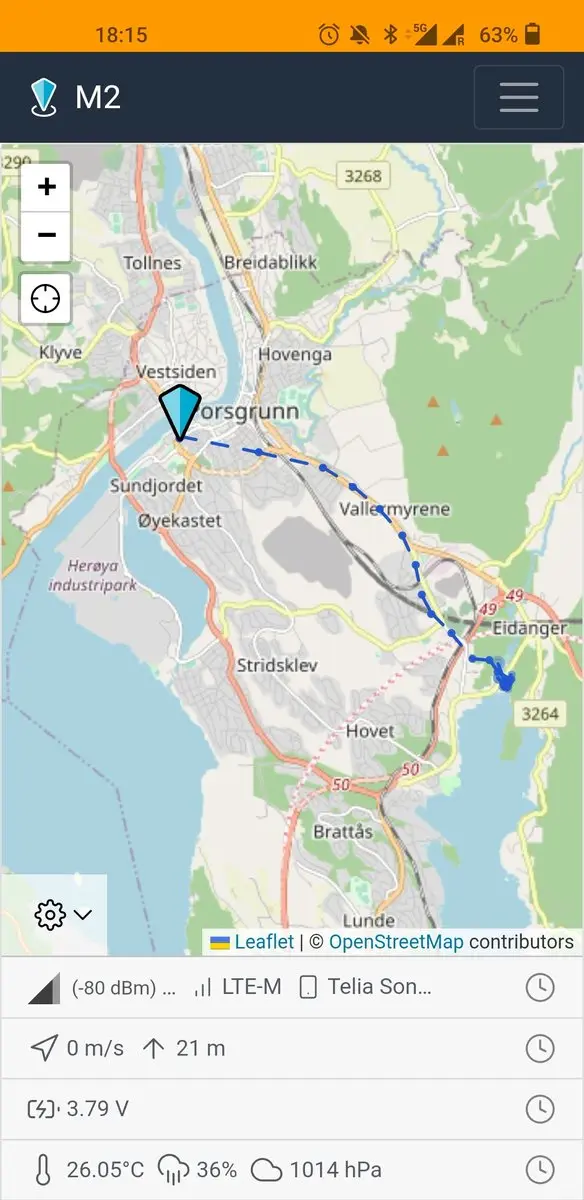 18:15 5G R 63%
M2
3290
3268
Tollnes Breidablikk
Klyve
Hovenga
Vestsiden
Porsgrunn
Sundjordet
Vallermyrene
Øyekastet
Herøya
industripark
49 49
Eidanger
Stridsklev
3264
Hovet
50 50
Brattås
Lunde
Leaflet | © OpenStreetMap contributors
(-80 dBm) ... LTE-M Telia Son...
0 m/s 21 m
3.79 V
26.05°C 36% 1014 hPa